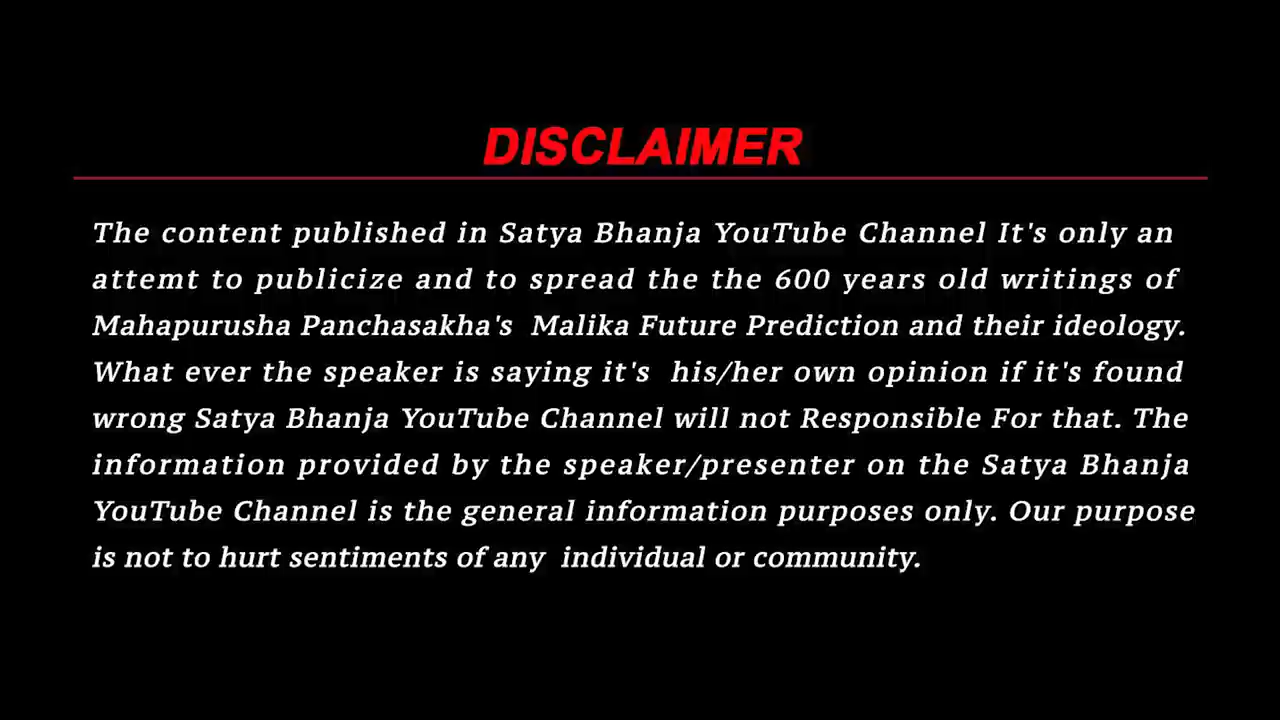 DISCLAIMER
The content published in Satya Bhanja YouTube Channel It's only an
attemt to publicize and to spread the the 600 years old writings of
Mahapurusha Panchasakha's Malika Future Prediction and their ideology.
What ever the speaker is saying it's his/her own opinion if it's found
wrong Satya Bhanja YouTube Channel will not Responsible For that. The
information provided by the speaker/presenter on the Satya Bhanja
YouTube Channel is the general information purposes only. Our purpose
is not to hurt sentiments of any individual or community.